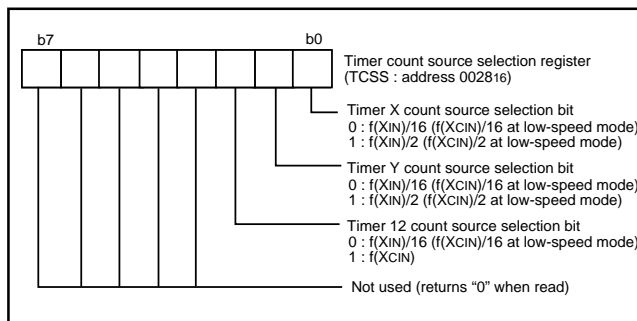 b7 b0
Timer count source selection register
(TCSS : address 002816)
Timer X count source selection bit
0 : f(XIN)/16 (f(XCIN)/16 at low-speed mode)
1 : f(XIN)/2 (f(XCIN)/2 at low-speed mode)
Timer Y count source selection bit
0 : f(XIN)/16 (f(XCIN)/16 at low-speed mode)
1 : f(XIN)/2 (f(XCIN)/2 at low-speed mode)
Timer 12 count source selection bit
0 : f(XIN)/16 (f(XCIN)/16 at low-speed mode)
1 : f(XCIN)
Not used (returns “0” when read)